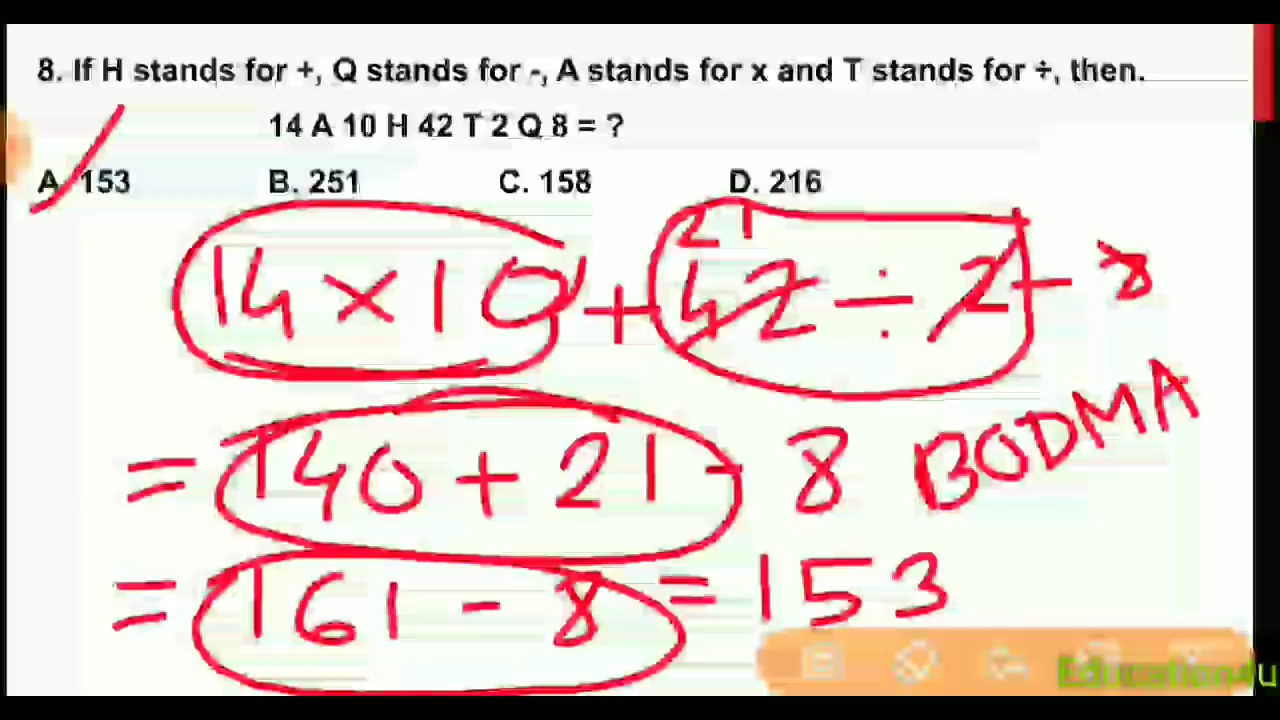 8. If H stands for +, Q stands for -, A stands for x and T stands for ÷, then.
14 A 10 H 42 T 2 Q 8 = ?
A. 153 B. 251 C. 158 D. 216
21
14 × 10 + 42 ÷ 2 - 8
= 140 + 21 - 8 BODMA
= 161 - 8 = 153
Education4u